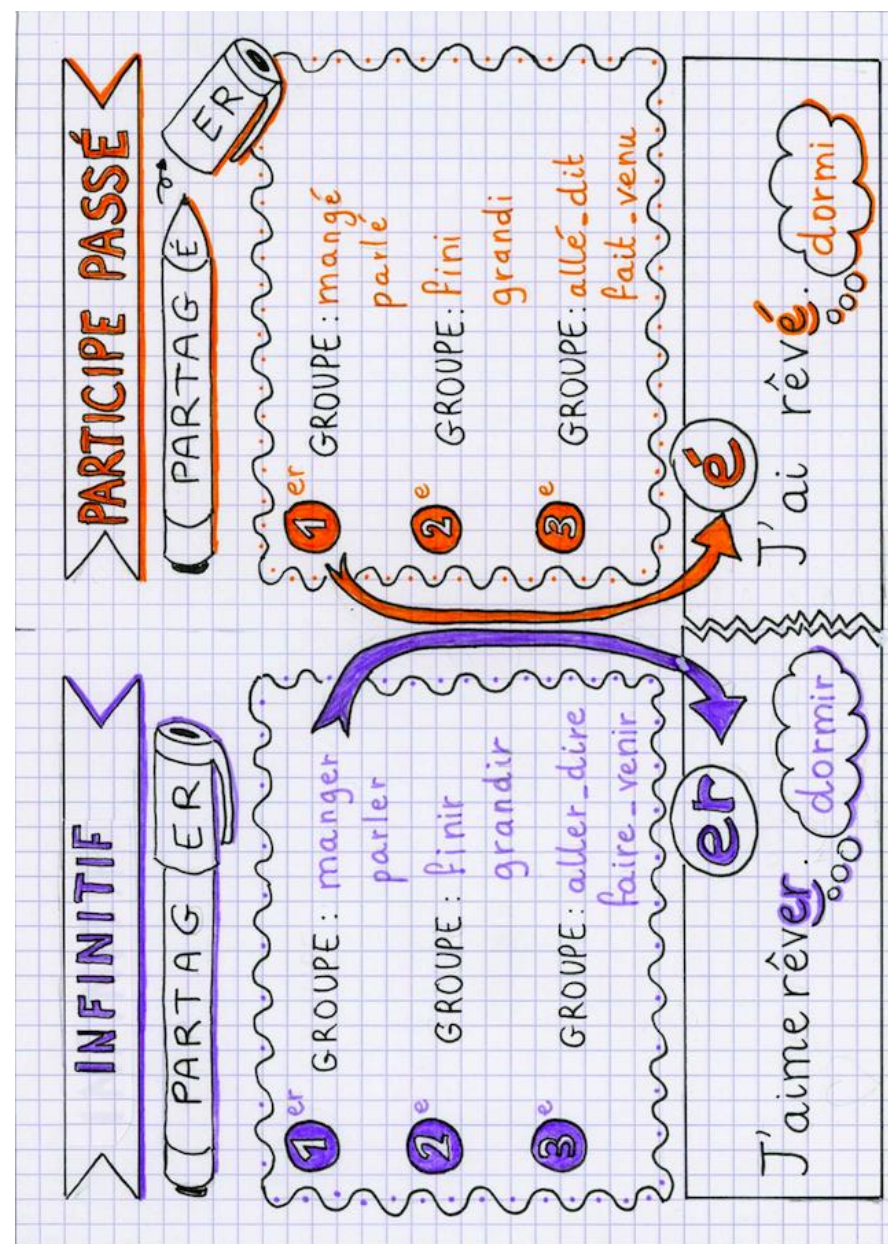 INFINITIF
PARTAGER
1er GROUPE : manger
parler
2e GROUPE : finir
grandir
3e GROUPE : aller_dire
faire_venir
er
J'aime rêver.
dormir
PARTICIPE PASSÉ
PARTAGÉ
ER
1er GROUPE : mangé
parlé
2e GROUPE : fini
grandi
3e GROUPE : allé_dit
fait_venu
é
J'ai rêvé.
dormi